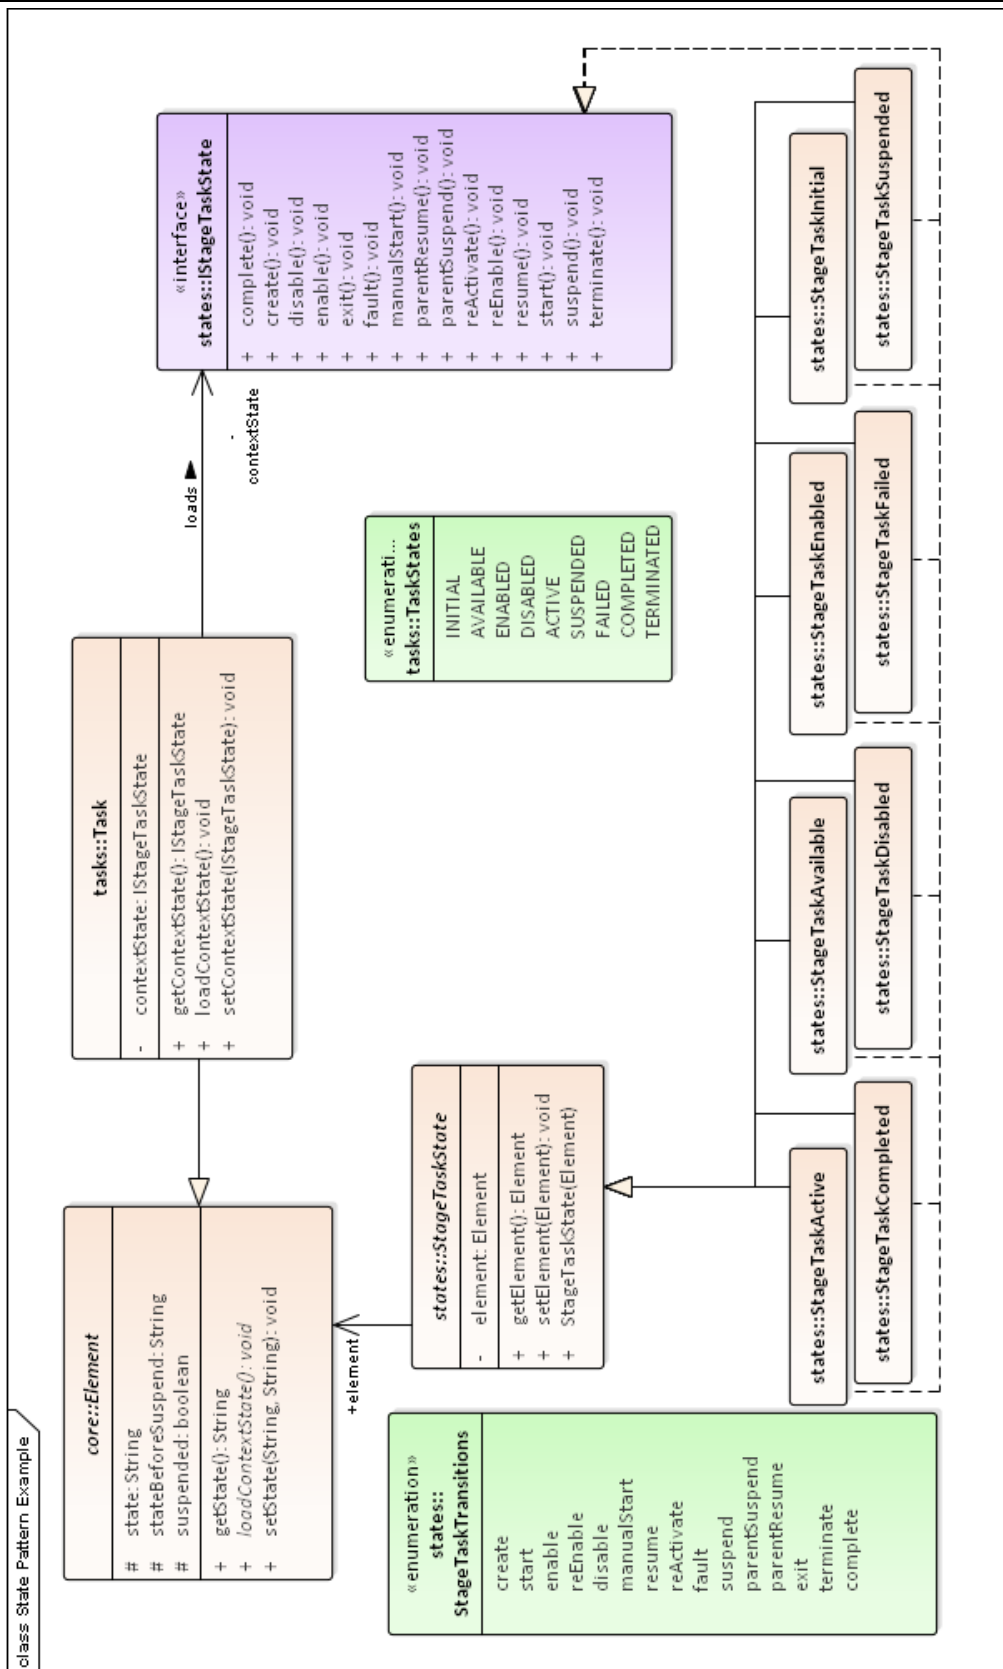 class State Pattern Example
core::Element
# state: String
# stateBeforeSuspend: String
# suspended: boolean
+ getState(): String
+ loadContextState(): void
+ setState(String, String): void
tasks::Task
- contextState: IStageTaskState
+ getContextState(): IStageTaskState
+ loadContextState(): void
+ setContextState(IStageTaskState): void
loads
-
contextState
«interface»
states::IStageTaskState
+ complete(): void
+ create(): void
+ disable(): void
+ enable(): void
+ exit(): void
+ fault(): void
+ manualStart(): void
+ parentResume(): void
+ parentSuspend(): void
+ reActivate(): void
+ reEnable(): void
+ resume(): void
+ start(): void
+ suspend(): void
+ terminate(): void
+element
«enumerati...
tasks::TaskStates
INITIAL
AVAILABLE
ENABLED
DISABLED
ACTIVE
SUSPENDED
FAILED
COMPLETED
TERMINATED
«enumeration»
states::
StageTaskTransitions
create
start
enable
reEnable
disable
manualStart
resume
reActivate
fault
suspend
parentSuspend
parentResume
exit
terminate
complete
states::StageTaskState
- element: Element
+ getElement(): Element
+ setElement(Element): void
+ StageTaskState(Element)
states::StageTaskActive
states::StageTaskAvailable
states::StageTaskEnabled
states::StageTaskInitial
states::StageTaskCompleted
states::StageTaskDisabled
states::StageTaskFailed
states::StageTaskSuspended